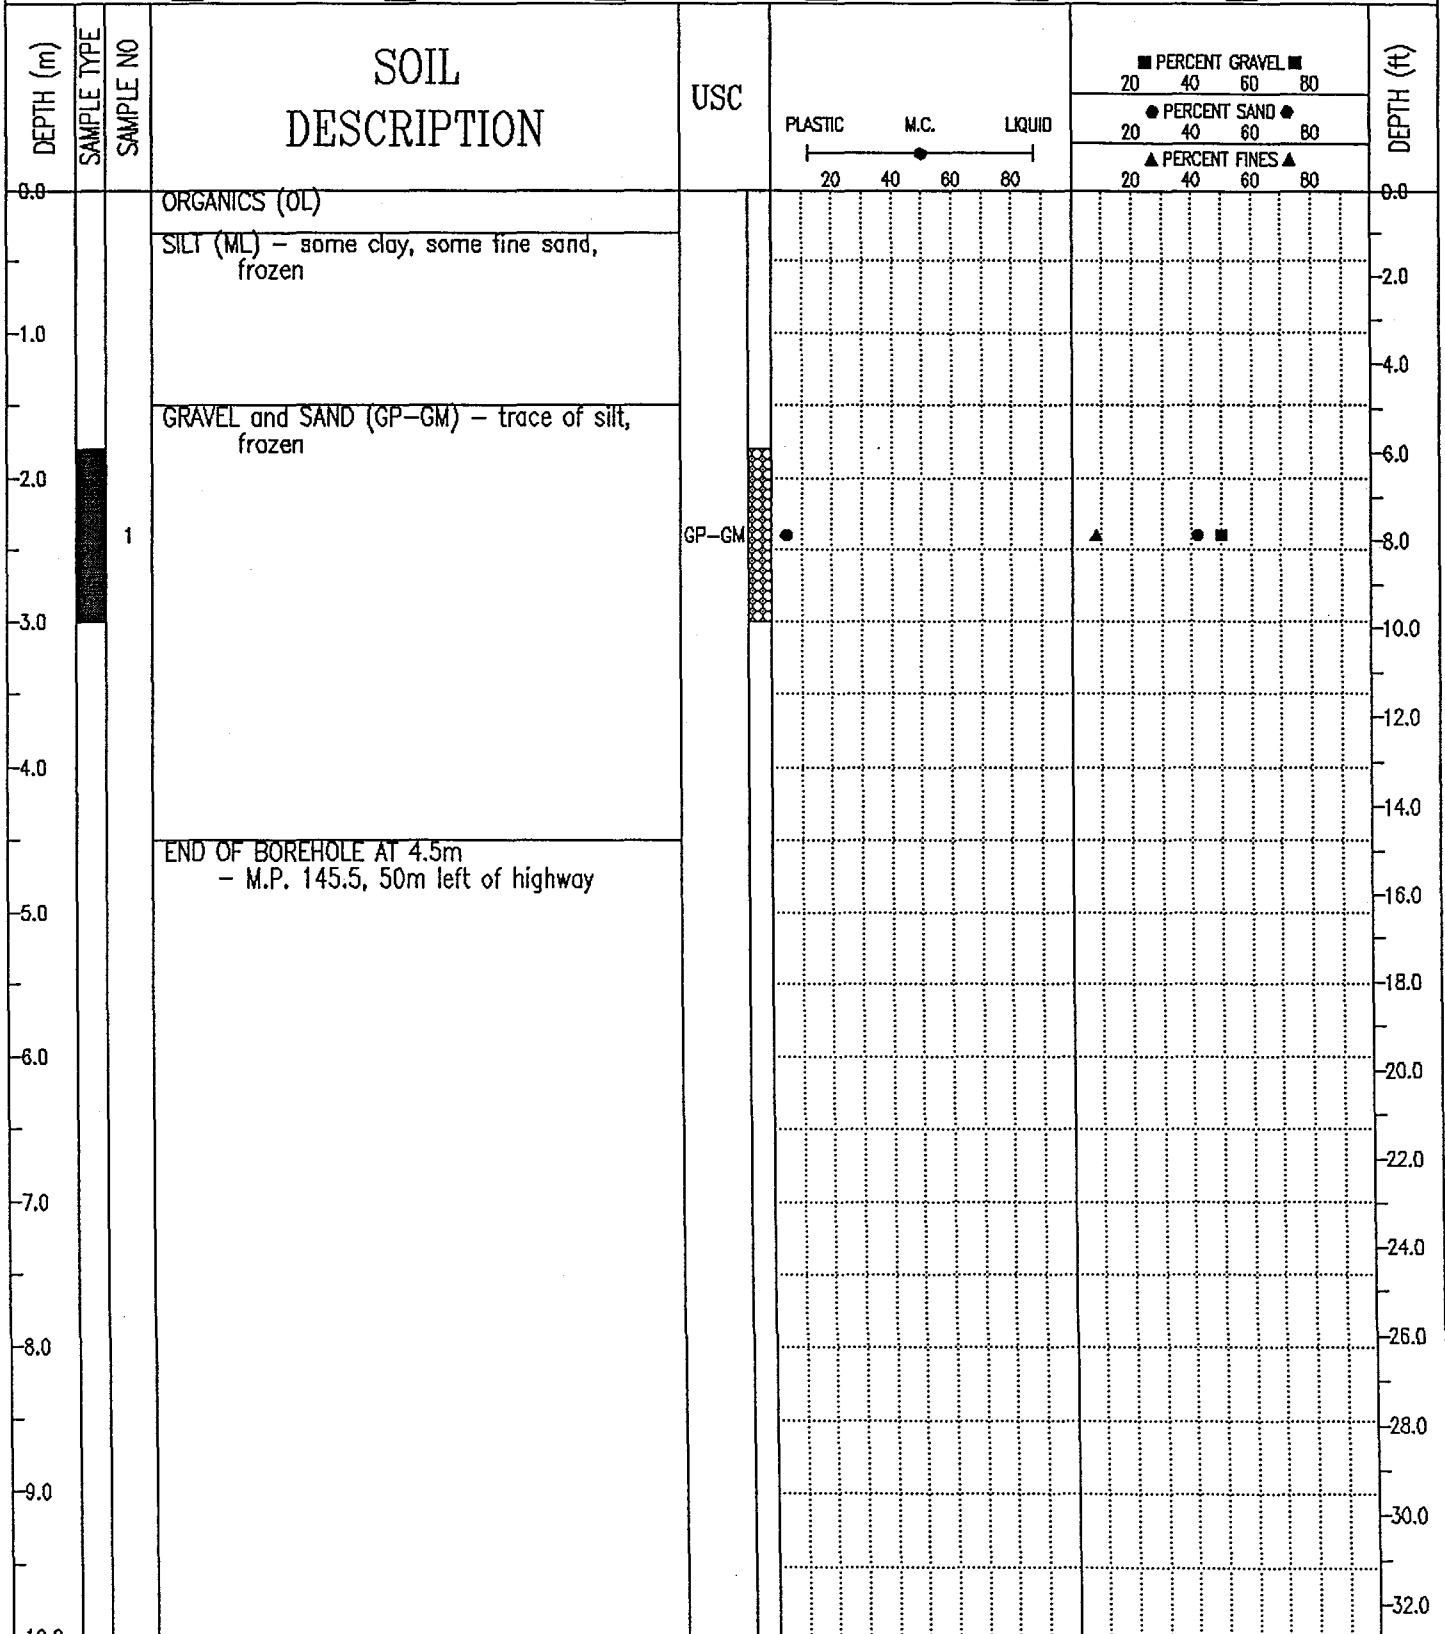 DEPTH (m)
SAMPLE TYPE
SAMPLE NO
SOIL
DESCRIPTION
USC
PLASTIC M.C. LIQUID
20 40 60 80
■ PERCENT GRAVEL ■
20 40 60 80
● PERCENT SAND ●
20 40 60 80
▲ PERCENT FINES ▲
20 40 60 80
DEPTH (ft)
0.0
ORGANICS (OL)
0.0
SILT (ML) – some clay, some fine sand,
frozen
-2.0
-1.0
-4.0
GRAVEL and SAND (GP-GM) – trace of silt,
frozen
-6.0
-2.0
1
GP-GM
-8.0
-3.0
-10.0
-12.0
-4.0
-14.0
END OF BOREHOLE AT 4.5m
– M.P. 145.5, 50m left of highway
-16.0
-5.0
-18.0
-6.0
-20.0
-22.0
-7.0
-24.0
-26.0
-8.0
-28.0
-9.0
-30.0
-32.0